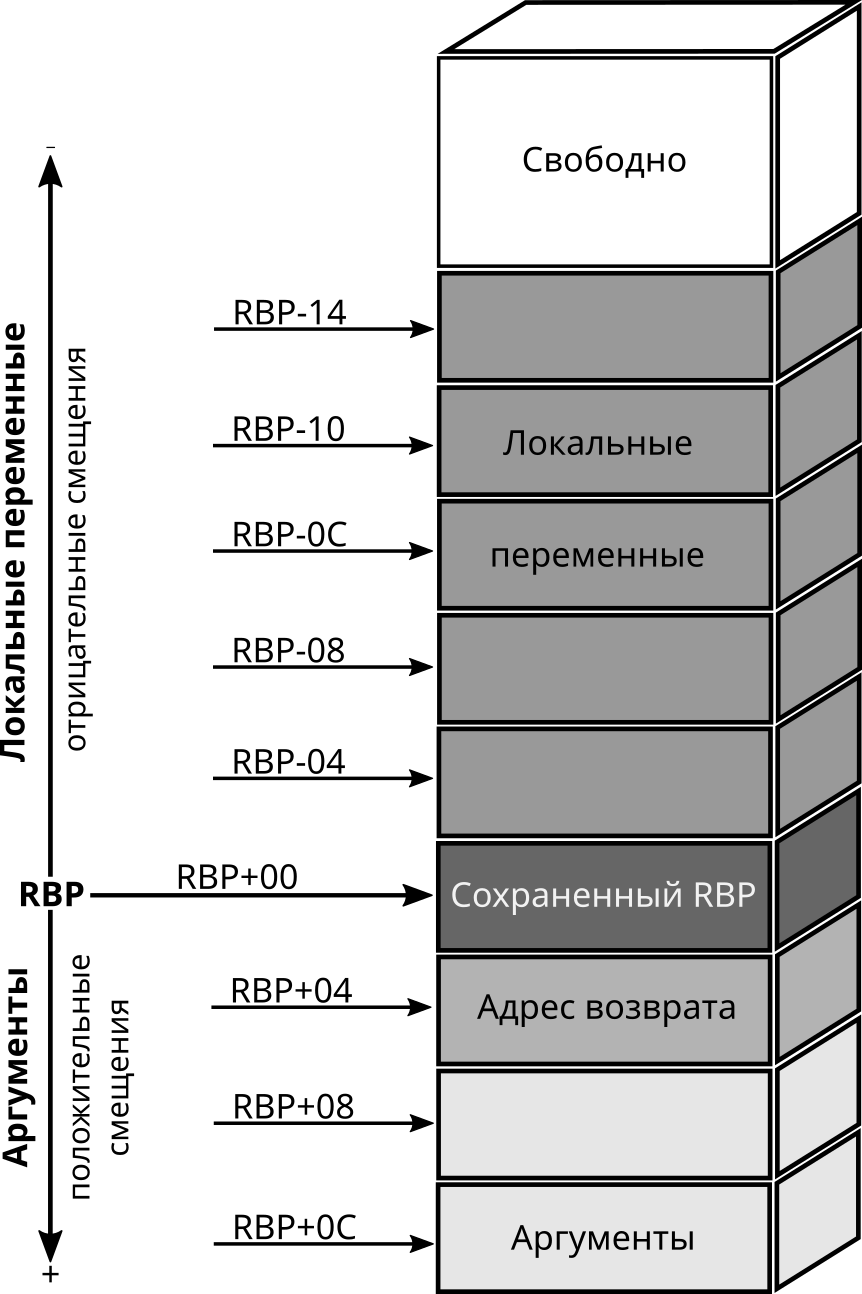 –
Свободно
RBP-14
RBP-10
Локальные
RBP-0C
переменные
RBP-08
RBP-04
Локальные переменные
отрицательные смещения
RBP
RBP+00
Сохраненный RBP
RBP+04
Адрес возврата
RBP+08
Аргументы
положительные
смещения
RBP+0C
Аргументы
+